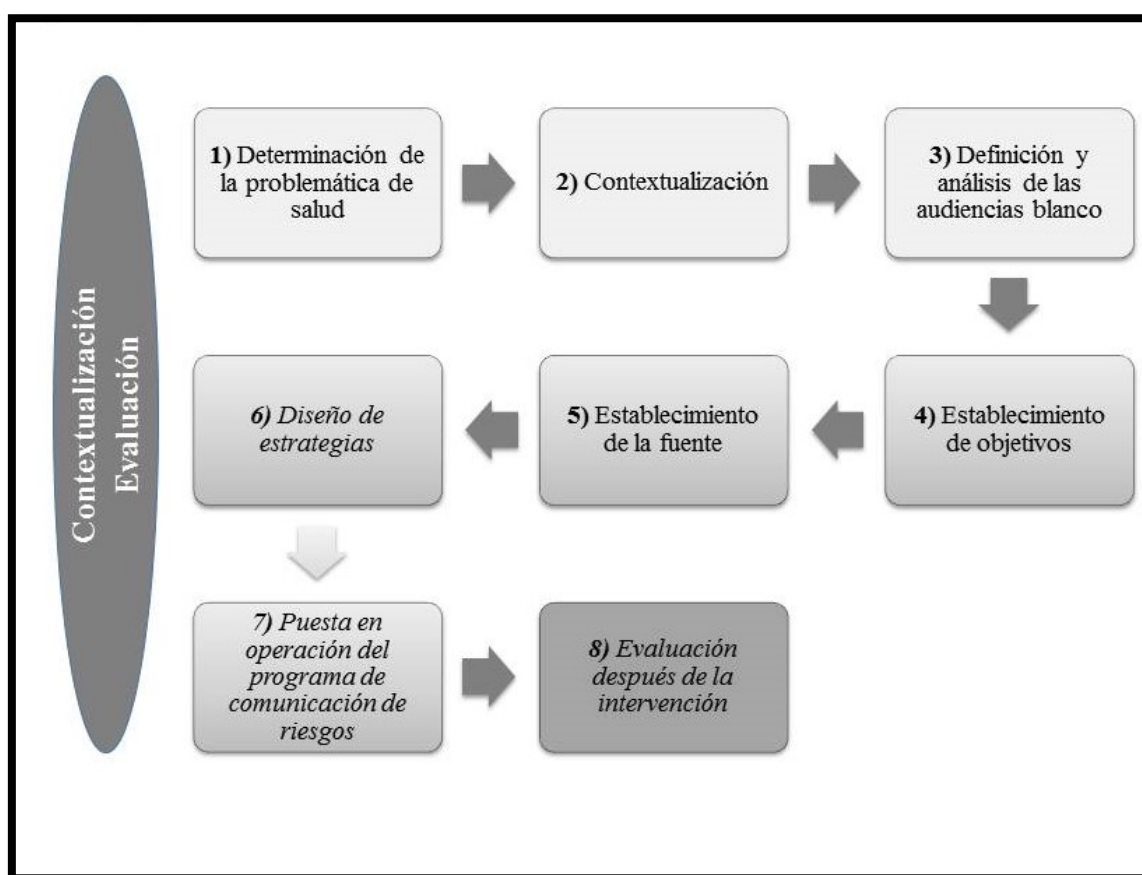 Contextualización
Evaluación
1) Determinación de
la problemática de
salud
2) Contextualización
3) Definición y
análisis de las
audiencias blanco
4) Establecimiento
de objetivos
5) Establecimiento
de la fuente
6) Diseño de
estrategias
7) Puesta en
operación del
programa de
comunicación de
riesgos
8) Evaluación
después de la
intervención